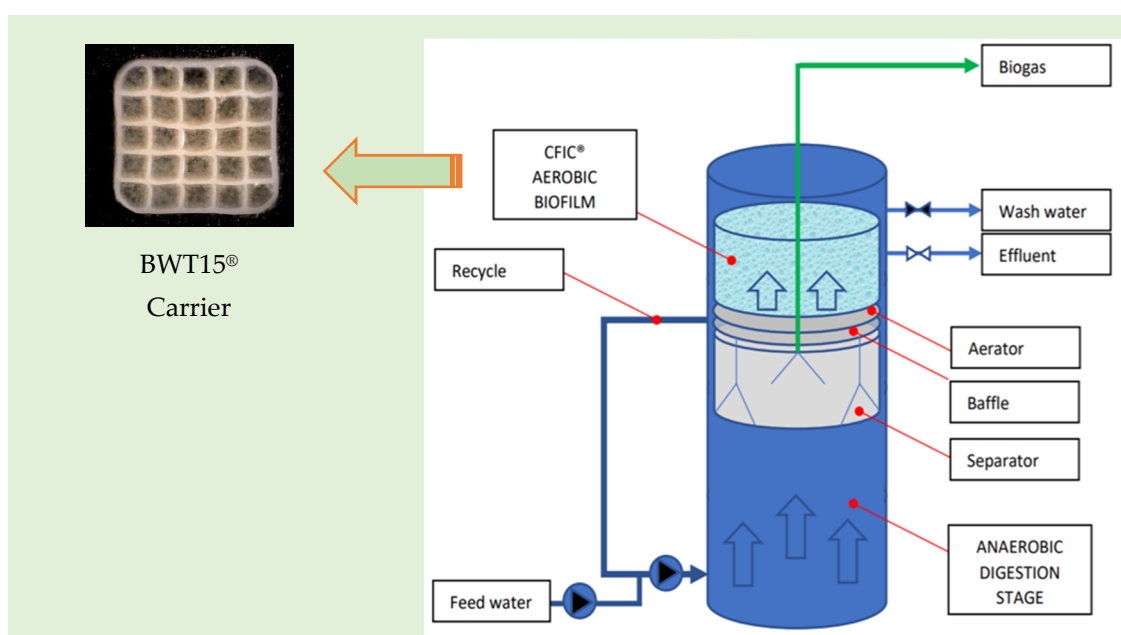 Biogas
CFIC®
AEROBIC
BIOFILM
Wash water
Effluent
Recycle
BWT15®
Carrier
Aerator
Baffle
Separator
ANAEROBIC
DIGESTION
STAGE
Feed water